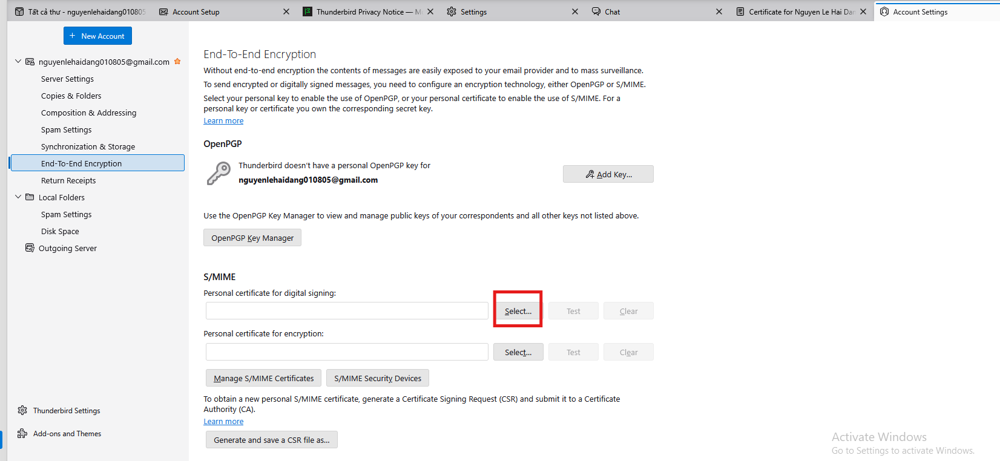 Tất cả thư - nguyenlehaidang010805
Account Setup
Thunderbird Privacy Notice — M
Settings
Chat
Certificate for Nguyen Le Hai Dan
Account Settings
+ New Account
nguyenlehaidang010805@gmail.com
Server Settings
Copies & Folders
Composition & Addressing
Spam Settings
Synchronization & Storage
End-To-End Encryption
Return Receipts
Local Folders
Spam Settings
Disk Space
Outgoing Server
Thunderbird Settings
Add-ons and Themes
End-To-End Encryption
Without end-to-end encryption the contents of messages are easily exposed to your email provider and to mass surveillance.
To send encrypted or digitally signed messages, you need to configure an encryption technology, either OpenPGP or S/MIME.
Select your personal key to enable the use of OpenPGP, or your personal certificate to enable the use of S/MIME. For a
personal key or certificate you own the corresponding secret key.
Learn more
OpenPGP
Thunderbird doesn't have a personal OpenPGP key for
nguyenlehaidang010805@gmail.com
Add Key...
Use the OpenPGP Key Manager to view and manage public keys of your correspondents and all other keys not listed above.
OpenPGP Key Manager
S/MIME
Personal certificate for digital signing:
Select... Test Clear
Personal certificate for encryption:
Select... Test Clear
Manage S/MIME Certificates S/MIME Security Devices
To obtain a new personal S/MIME certificate, generate a Certificate Signing Request (CSR) and submit it to a Certificate
Authority (CA).
Learn more
Generate and save a CSR file as...
Activate Windows
Go to Settings to activate Windows.